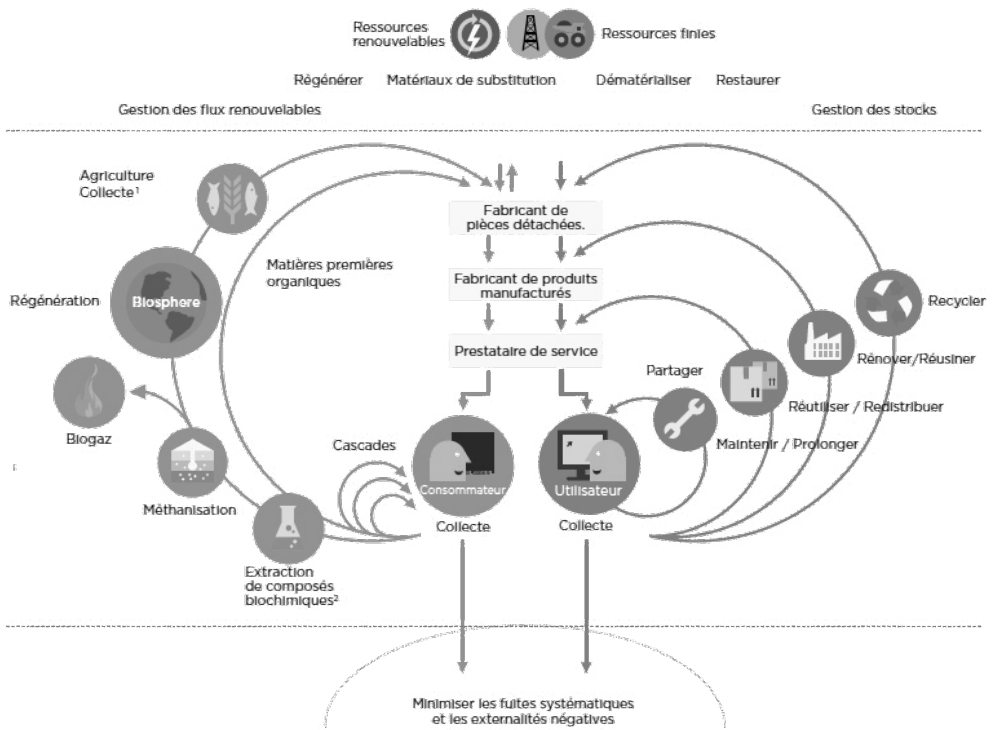 Ressources
renouvelables
Ressources finies
Régénérer Matériaux de substitution Dématérialiser Restaurer
Gestion des flux renouvelables
Gestion des stocks
Agriculture
Collecte¹
Fabricant de
pièces détachées.
Matières premières
organiques
Fabricant de produits
manufacturés
Régénération
Biosphere
Recycler
Prestataire de service
Rénover/Réusiner
Partager
Réutiliser / Redistribuer
Biogaz
Cascades
Maintenir / Prolonger
Consommateur
Utilisateur
Méthanisation
Collecte
Collecte
Extraction
de composés
biochimiques²
Minimiser les fuites systématiques
et les externalités négatives